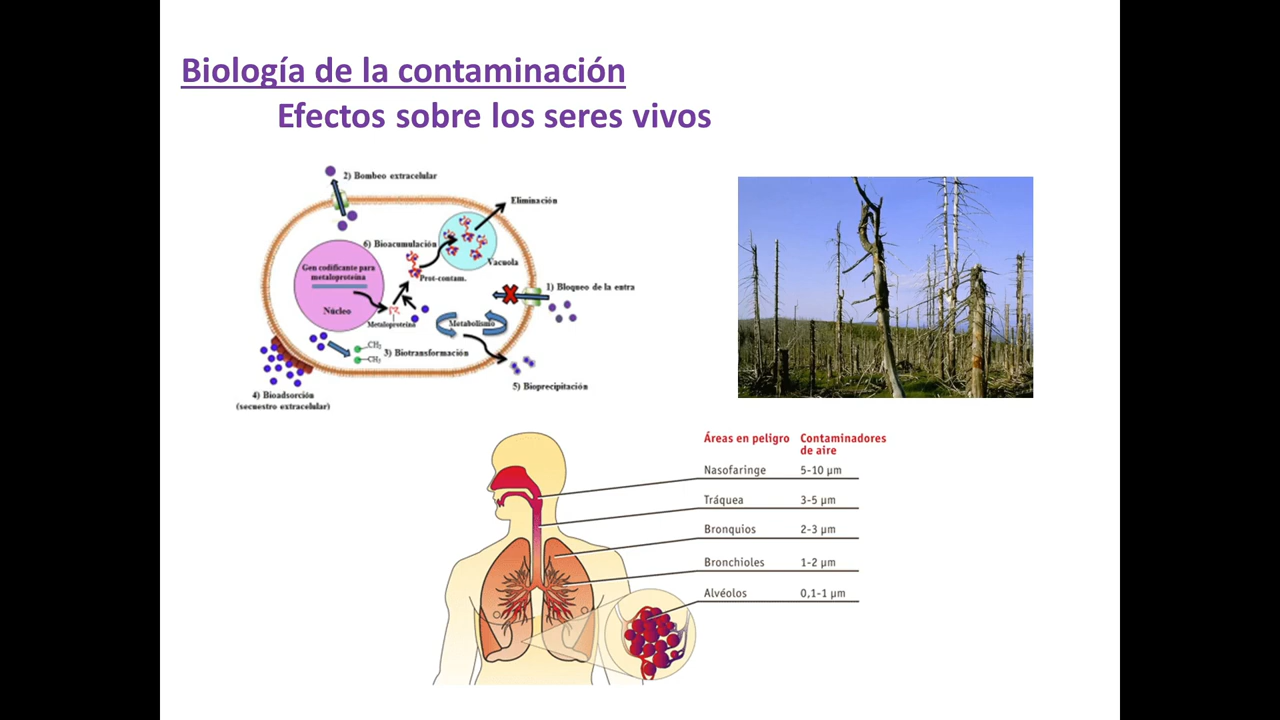 Biología de la contaminación
Efectos sobre los seres vivos
2) Bombeo extracelular
Eliminación
6) Bioacumulación
Gen codificante para
metaloproteína
Vacuola
Prot-contam.
1) Bloqueo de la entra
Núcleo
Metaloproteína
Metabolismo
CH2
CH3
3) Biotransformación
5) Bioprecipitación
4) Bioadsorción
(secuestro extracelular)
Áreas en peligro Contaminadores
de aire
Nasofaringe 5-10 µm
Tráquea 3-5 µm
Bronquios 2-3 µm
Bronchioles 1-2 µm
Alvéolos 0,1-1 µm